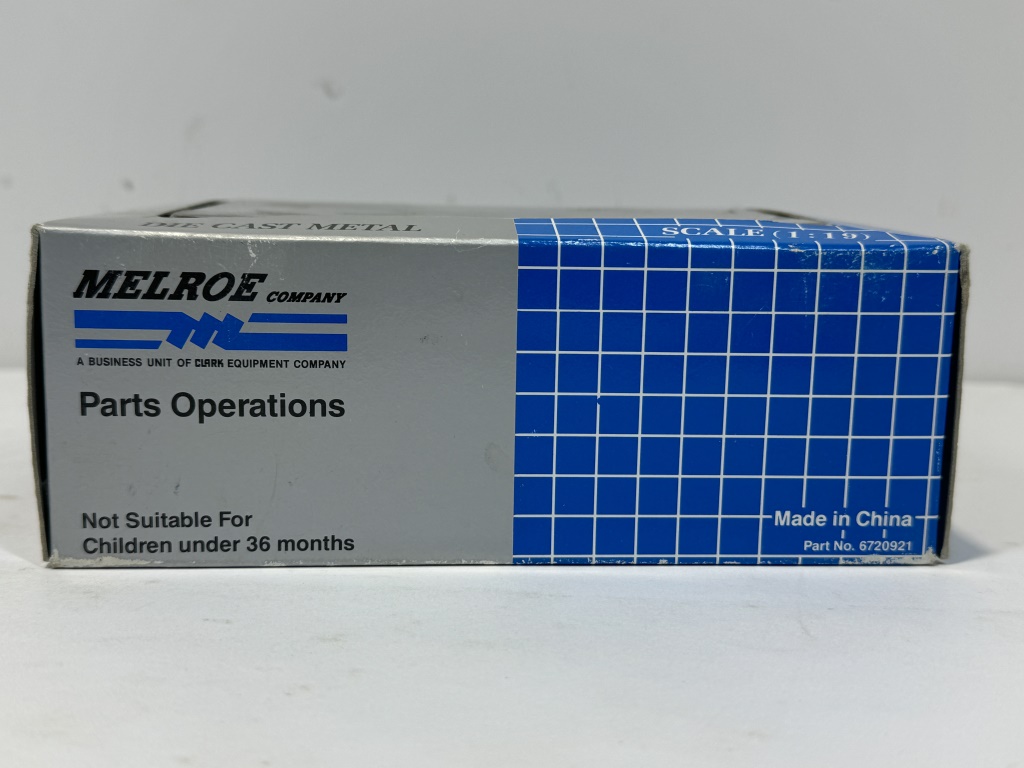 DIE CAST METAL
SCALE (1:19)
MELROE COMPANY
A BUSINESS UNIT OF CLARK EQUIPMENT COMPANY
Parts Operations
Not Suitable For
Children under 36 months
Made in China
Part No. 6720921